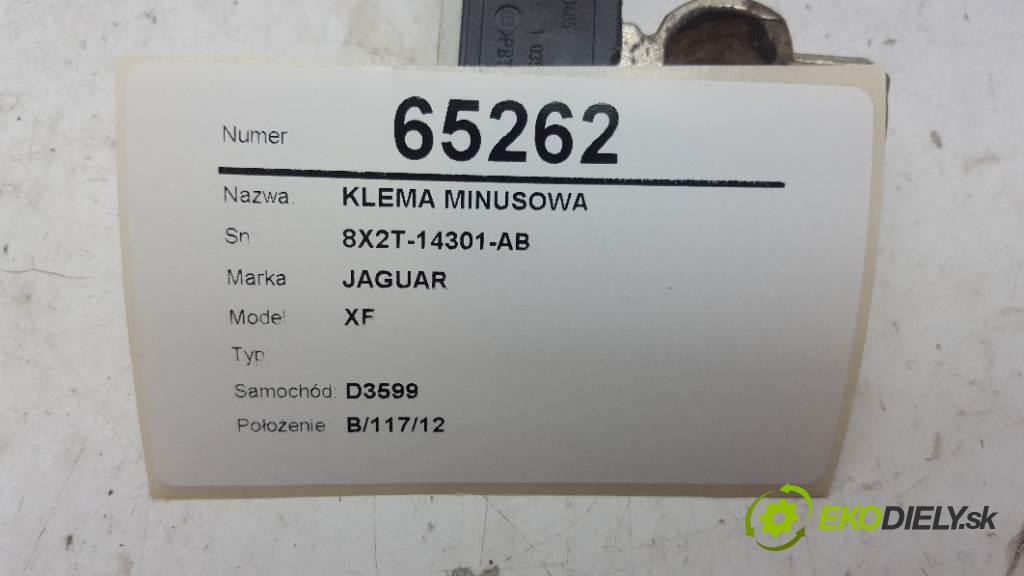 Numer 65262
Nazwa: KLEMA MINUSOWA
Sn 8X2T-14301-AB
Marka JAGUAR
Model XF
Typ
Samochód: D3599
Położenie B/117/12
EKODIELY.sk